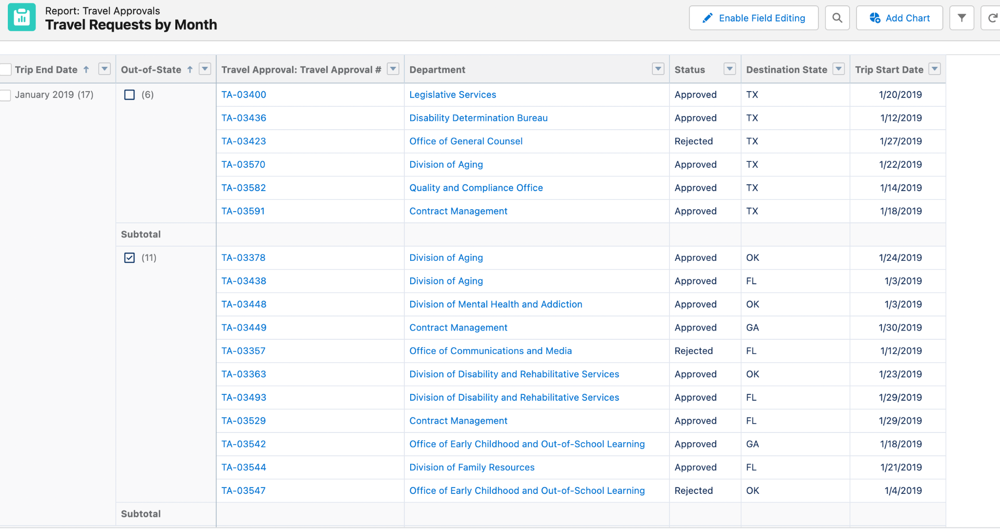 Report: Travel Approvals
Travel Requests by Month
Enable Field Editing
Add Chart
Trip End Date ↑ Out-of-State ↑ Travel Approval: Travel Approval # Department Status Destination State Trip Start Date
January 2019 (17) (6) TA-03400 Legislative Services Approved TX 1/20/2019
TA-03436 Disability Determination Bureau Approved TX 1/12/2019
TA-03423 Office of General Counsel Rejected TX 1/27/2019
TA-03570 Division of Aging Approved TX 1/22/2019
TA-03582 Quality and Compliance Office Approved TX 1/14/2019
TA-03591 Contract Management Approved TX 1/18/2019
Subtotal
(11) TA-03378 Division of Aging Approved OK 1/24/2019
TA-03438 Division of Aging Approved FL 1/3/2019
TA-03448 Division of Mental Health and Addiction Approved OK 1/3/2019
TA-03449 Contract Management Approved GA 1/30/2019
TA-03357 Office of Communications and Media Rejected FL 1/12/2019
TA-03363 Division of Disability and Rehabilitative Services Approved OK 1/23/2019
TA-03493 Division of Disability and Rehabilitative Services Approved FL 1/29/2019
TA-03529 Contract Management Approved FL 1/29/2019
TA-03542 Office of Early Childhood and Out-of-School Learning Approved GA 1/18/2019
TA-03544 Division of Family Resources Approved FL 1/21/2019
TA-03547 Office of Early Childhood and Out-of-School Learning Rejected OK 1/4/2019
Subtotal